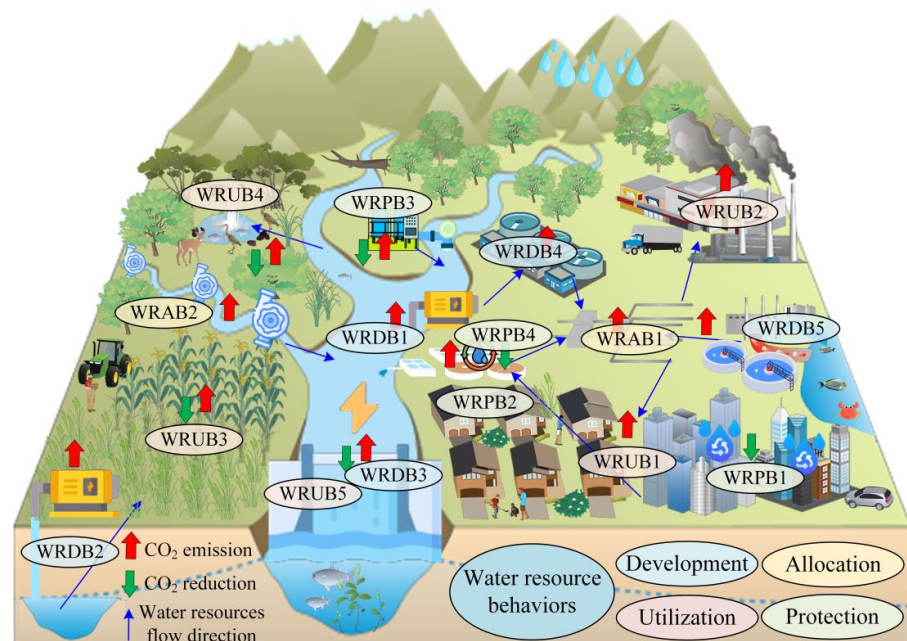 WRUB4
WRPB3
WRUB2
WRDB4
WRAB2
WRDB1
WRPB4
WRAB1
WRDB5
WRPB2
WRUB3
WRUB1
WRPB1
WRDB3
WRUB5
WRDB2
CO₂ emission
CO₂ reduction
Water resources
flow direction
Water resource
behaviors
Development
Allocation
Utilization
Protection